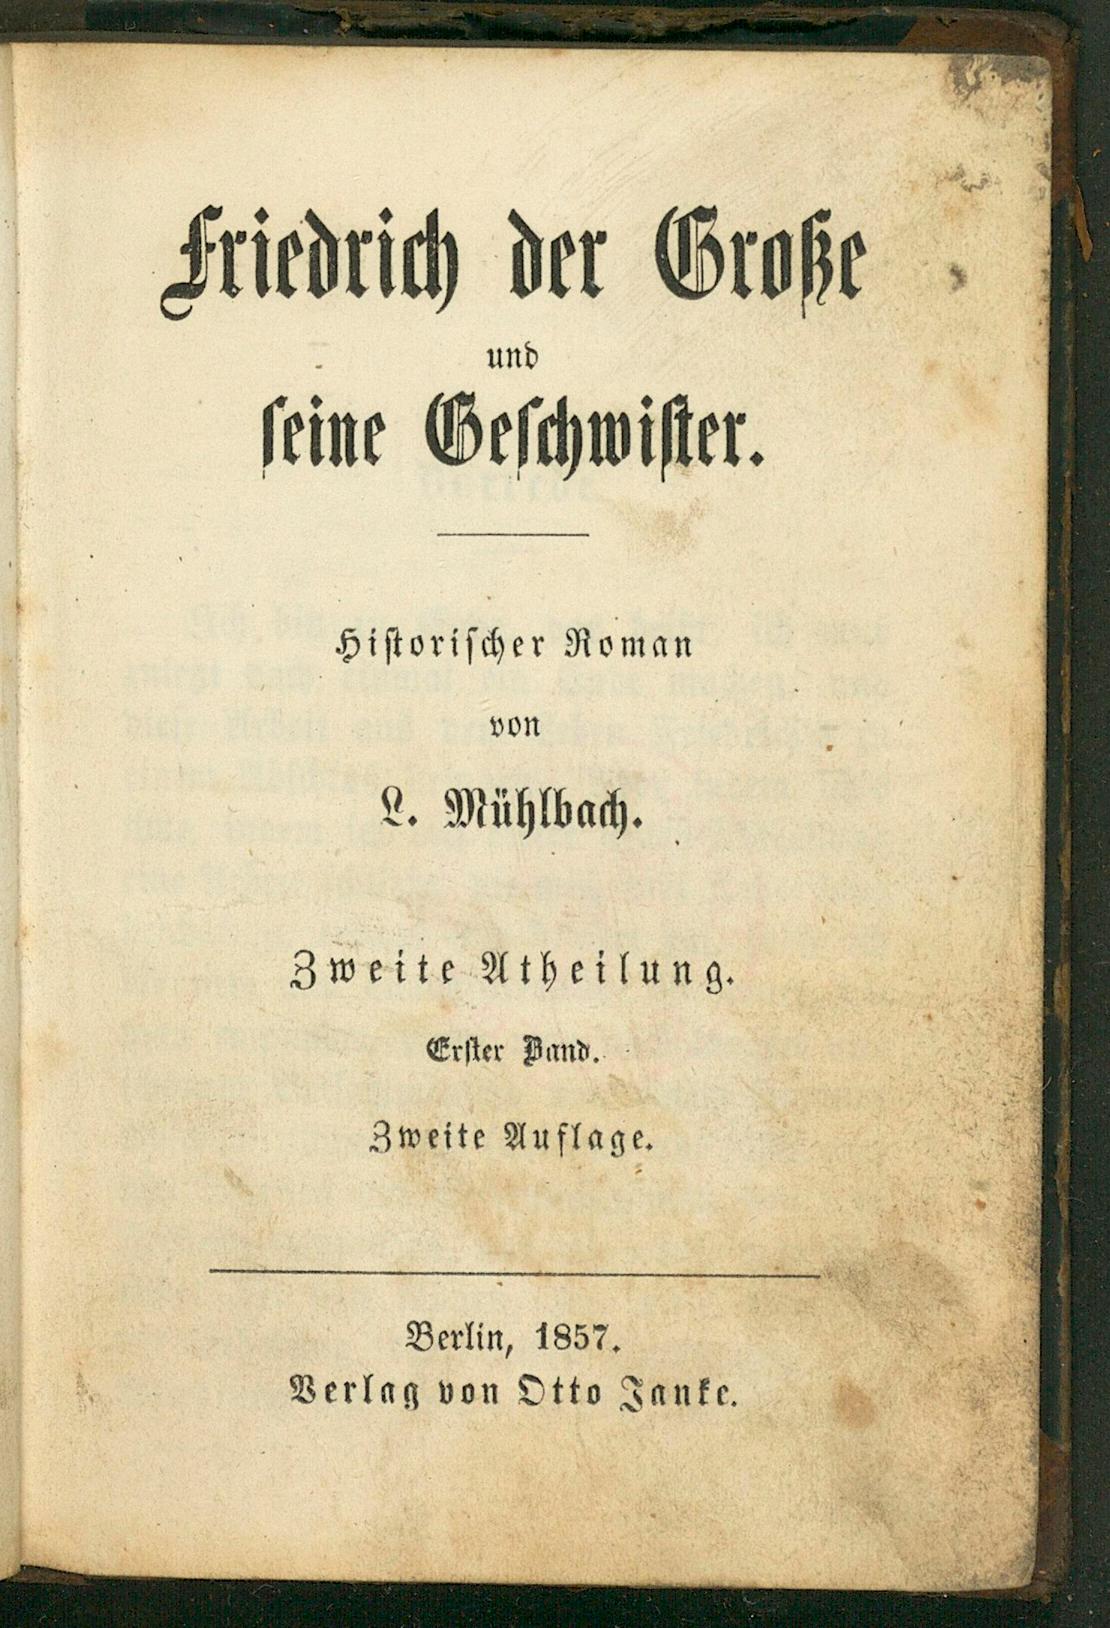 Friedrich der Große
und
ſeine Geſchwiſter.
Hiſtoriſcher Roman
von
L. Mühlbach.
Zweite Atheilung.
Erſter Band.
Zweite Auflage.
Berlin, 1857.
Verlag von Otto Janke.